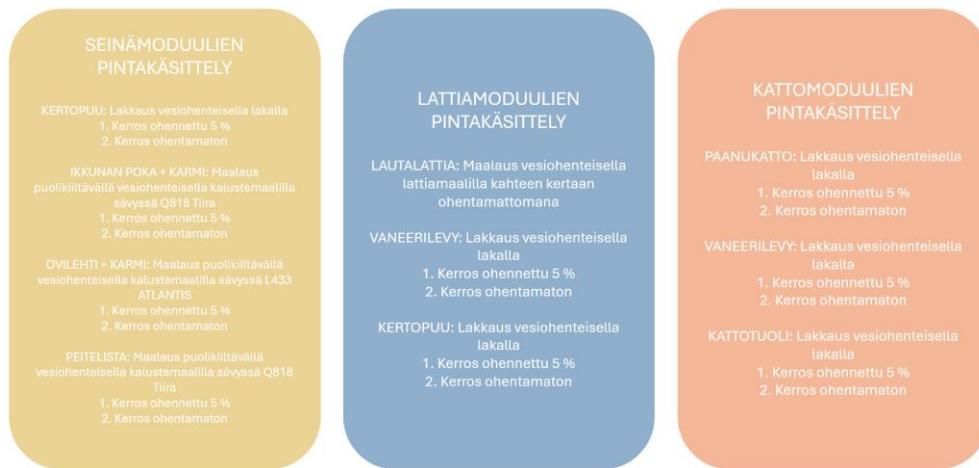 SEINÄMODUULIEN
PINTAKÄSITTELY
KERTOPUU: Lakkaus vesiohenteisella lakalla
1. Kerros ohennettu 5 %
2. Kerros ohentamaton
IKKUNAN POKA + KARMI: Maalaus
puolikiiltävällä vesiohenteisella kalustemaalilla
sävyssä Q818 Tiira
1. Kerros ohennettu 5 %
2. Kerros ohentamaton
OVILEHTI + KARMI: Maalaus puolikiiltävällä
vesiohenteisella kalustemaalilla sävyssä L433
ATLANTIS
1. Kerros ohennettu 5 %
2. Kerros ohentamaton
PEITELISTA: Maalaus puolikiiltävällä
vesiohenteisella kalustemaalilla sävyssä Q818
Tiira
1. Kerros ohennettu 5 %
2. Kerros ohentamaton
LATTIAMODUULIEN
PINTAKÄSITTELY
LAUTALATTIA: Maalaus vesiohenteisella
lattiamaalilla kahteen kertaan
ohentamattomana
VANEERILEVY: Lakkaus vesiohenteisella
lakalla
1. Kerros ohennettu 5 %
2. Kerros ohentamaton
KERTOPUU: Lakkaus vesiohenteisella
lakalla
1. Kerros ohennettu 5 %
2. Kerros ohentamaton
KATTOMODUULIEN
PINTAKÄSITTELY
PAANUKATTO: Lakkaus vesiohenteisella
lakalla
1. Kerros ohennettu 5 %
2. Kerros ohentamaton
VANEERILEVY: Lakkaus vesiohenteisella
lakalla
1. Kerros ohennettu 5 %
2. Kerros ohentamaton
KATTOTUOLI: Lakkaus vesiohenteisella
lakalla
1. Kerros ohennettu 5 %
2. Kerros ohentamaton